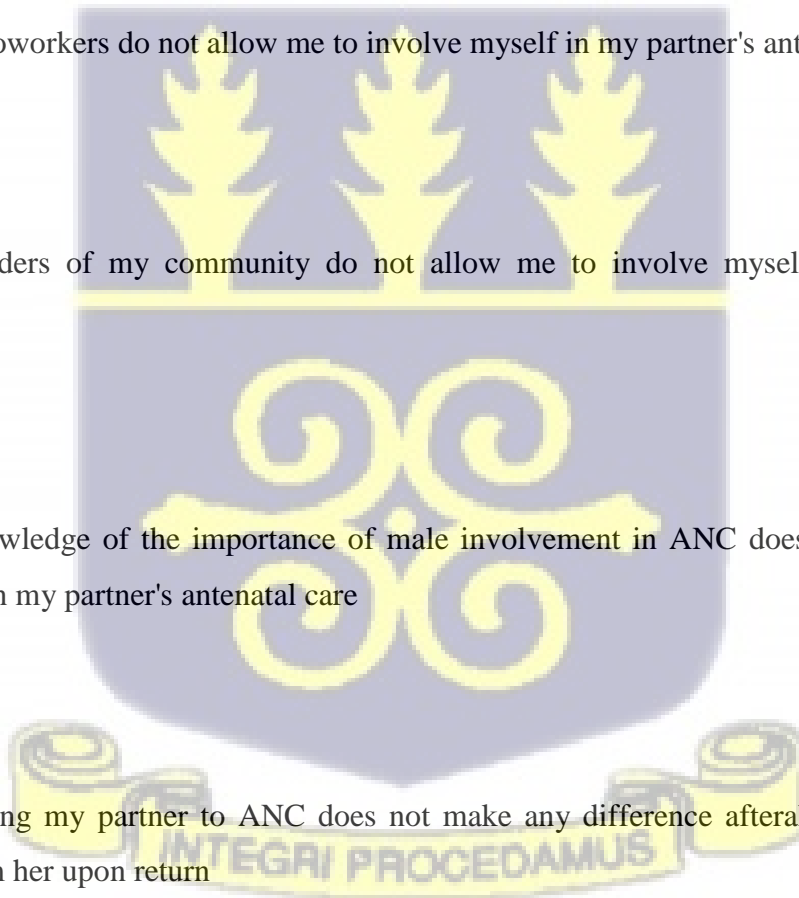 oworkers do not allow me to involve myself in my partner's ant
ders of my community do not allow me to involve mysel
wledge of the importance of male involvement in ANC does
n my partner's antenatal care
ng my partner to ANC does not make any difference aftera
n her upon return
INTEGRI PROCEDAMUS